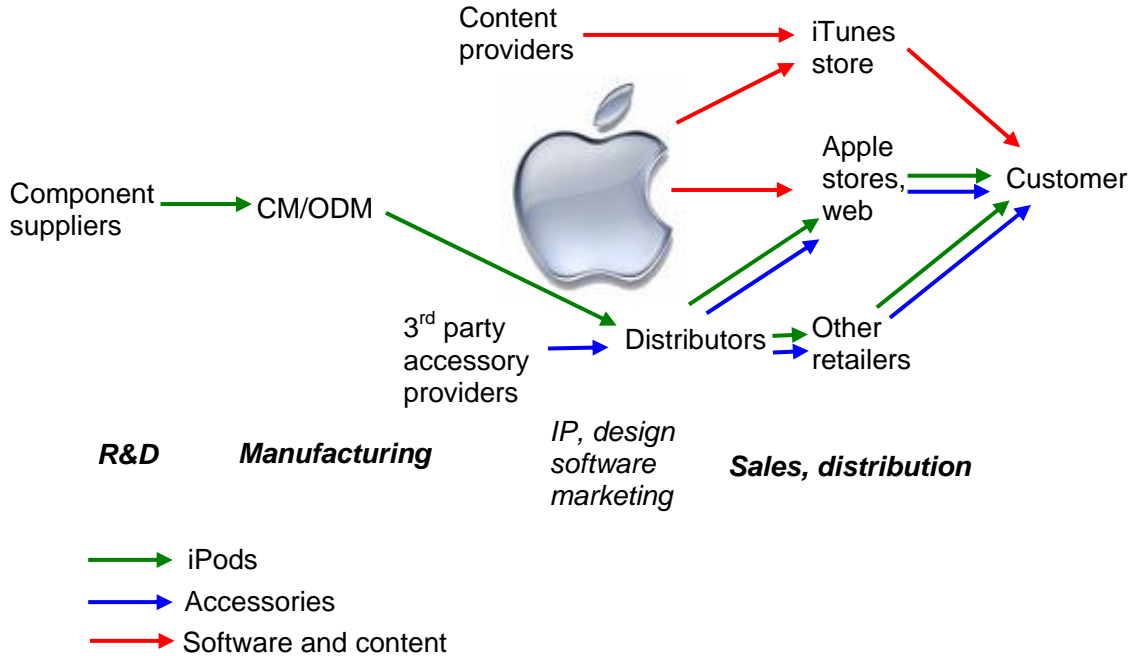 Content
providers
iTunes
store
Component
suppliers
CM/ODM
Apple
stores,
web
Customer
3rd party
accessory
providers
Distributors
Other
retailers
R&D
Manufacturing
IP, design
software
marketing
Sales, distribution
iPods
Accessories
Software and content